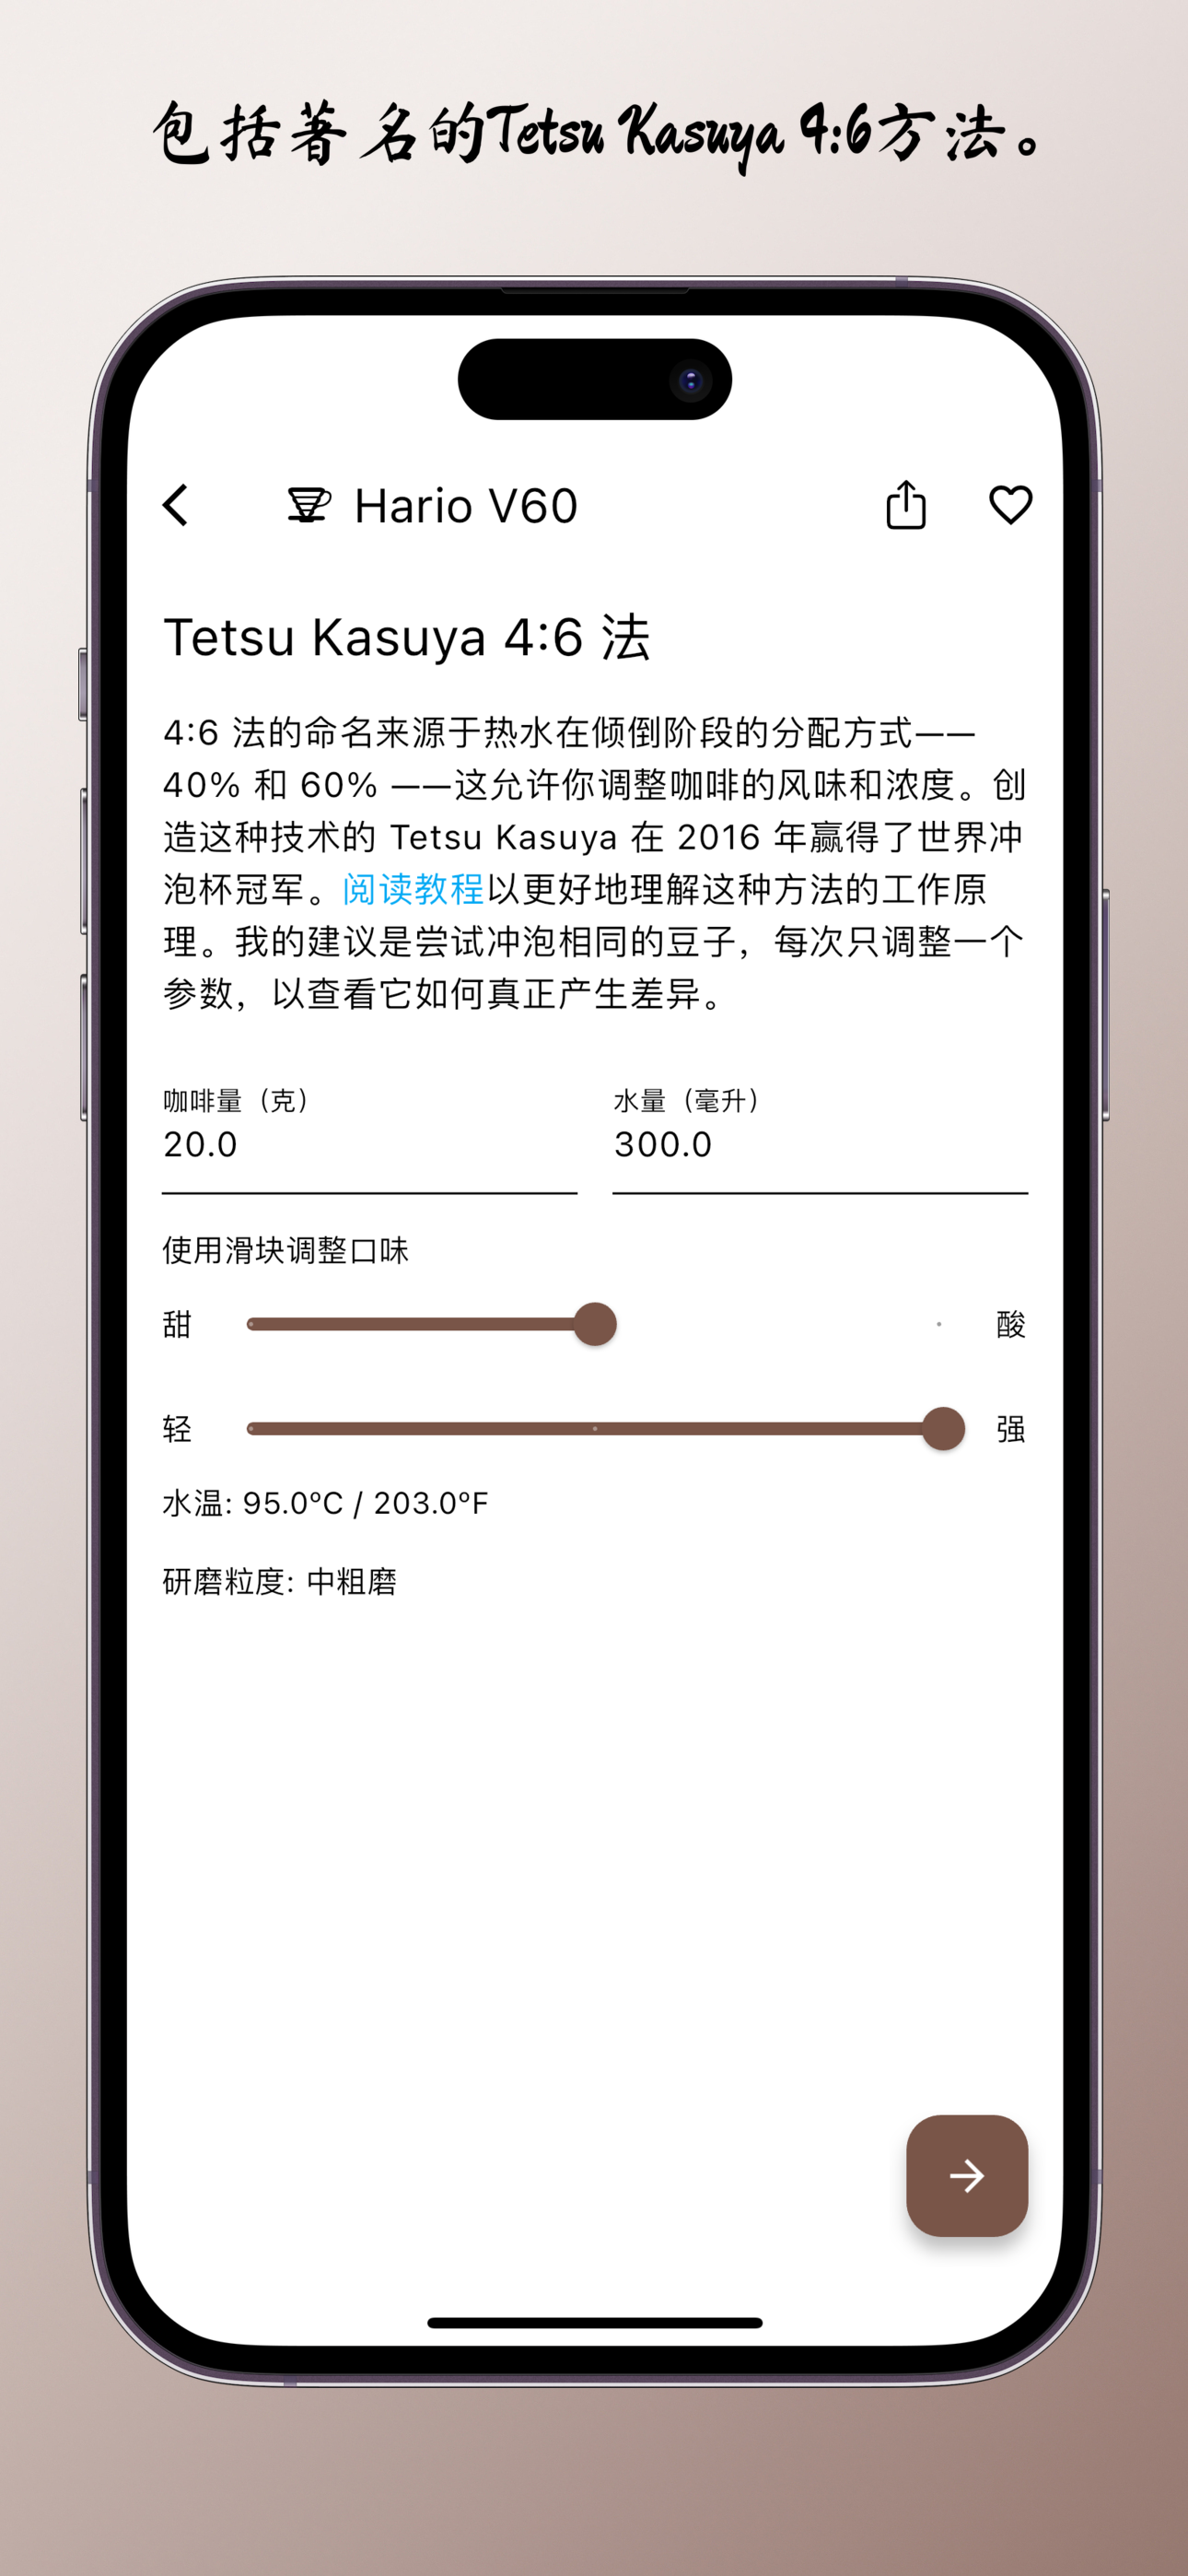 包括著名的Tetsu Kasuya 4:6方法。
Hario V60
Tetsu Kasuya 4:6 法
4:6 法的命名来源于热水在倾倒阶段的分配方式——
40% 和 60% ——这允许你调整咖啡的风味和浓度。创
造这种技术的 Tetsu Kasuya 在 2016 年赢得了世界冲
泡杯冠军。阅读教程以更好地理解这种方法的工作原
理。我的建议是尝试冲泡相同的豆子，每次只调整一个
参数，以查看它如何真正产生差异。
咖啡量（克） 水量（毫升）
20.0 300.0
使用滑块调整口味
甜 酸
轻 强
水温: 95.0ºC / 203.0ºF
研磨粒度: 中粗磨